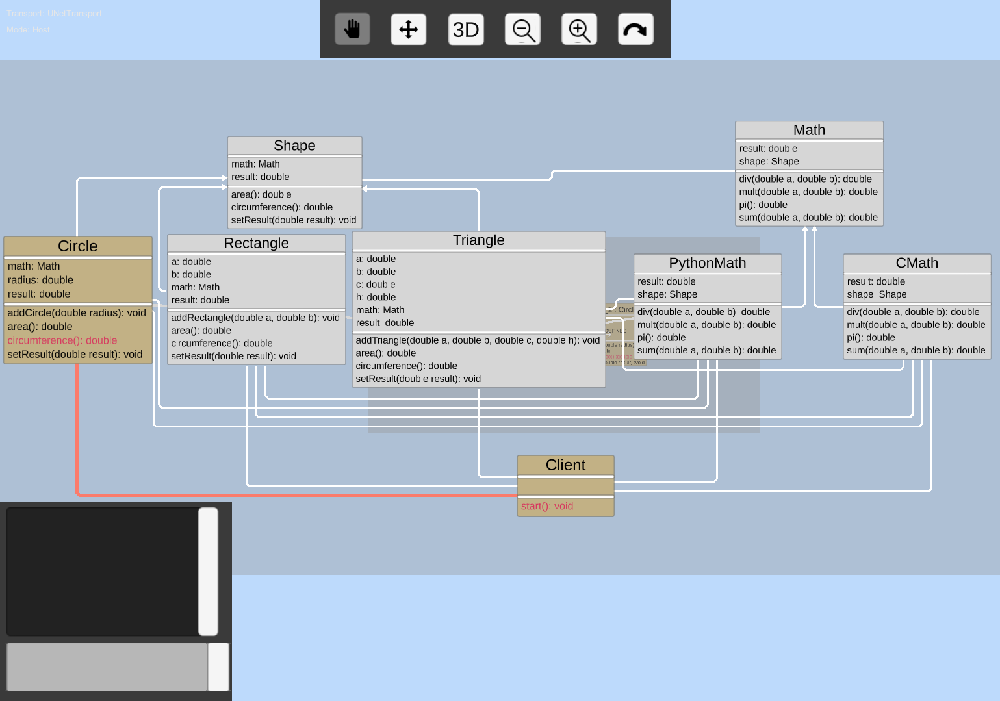 Transport: UNetTransport
Mode: Host
3D
Shape
math: Math
result: double
area(): double
circumference(): double
setResult(double result): void
Math
result: double
shape: Shape
div(double a, double b): double
mult(double a, double b): double
pi(): double
sum(double a, double b): double
Circle
math: Math
radius: double
result: double
addCircle(double radius): void
area(): double
circumference(): double
setResult(double result): void
Rectangle
a: double
b: double
math: Math
result: double
addRectangle(double a, double b): void
area(): double
circumference(): double
setResult(double result): void
Triangle
a: double
b: double
c: double
h: double
math: Math
result: double
addTriangle(double a, double b, double c, double h): void
area(): double
circumference(): double
setResult(double result): void
PythonMath
result: double
shape: Shape
div(double a, double b): double
mult(double a, double b): double
pi(): double
sum(double a, double b): double
CMath
result: double
shape: Shape
div(double a, double b): double
mult(double a, double b): double
pi(): double
sum(double a, double b): double
Client
start(): void